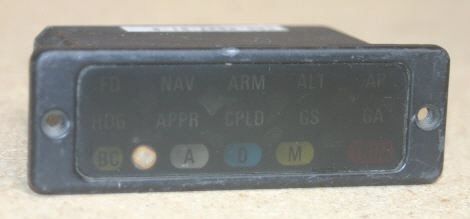 FD NAV ARM ALT AP
HDG APPR CPLD GS GA
BC A O M